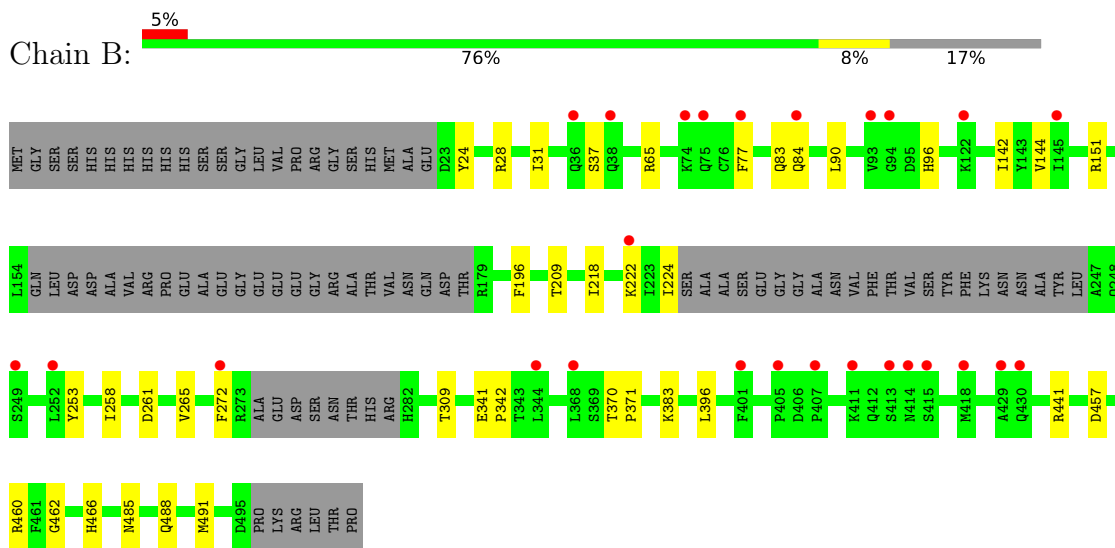 5%
Chain B:
76% 8% 17%
MET GLY SER SER HIS HIS HIS HIS HIS HIS SER SER GLY LEU VAL PRO ARG GLY SER HIS MET ALA GLU D23 Y24 R28 I31 Q36 S37 Q38 R65 K74 Q75 C76 F77 Q83 Q84 L90 V93 G94 D95 H96 K122 I142 Y143 V144 I145 R151
L154 GLN LEU ASP ASP ALA VAL ARG PRO GLU ALA GLU GLY GLU GLU GLU GLY ARG ALA THR VAL ASN GLN ASP THR R179 F196 T209 I218 K222 I223 I224 SER ALA ALA SER GLU GLY GLY ALA ASN VAL PHE THR VAL SER TYR PHE LYS ASN ASN ALA TYR LEU A247 P248
S249 L252 Y253 I258 D261 V265 F272 R273 ALA GLU ASP SER ASN THR HIS ARG H282 T309 E341 P342 T343 L344 L368 S369 T370 P371 K383 L396 F401 P405 D406 P407 K411 Q412 S413 N414 S415 M418 A429 Q430 R441 D457
R460 F461 G462 H466 N485 Q488 M491 D495 PRO LYS ARG LEU THR PRO